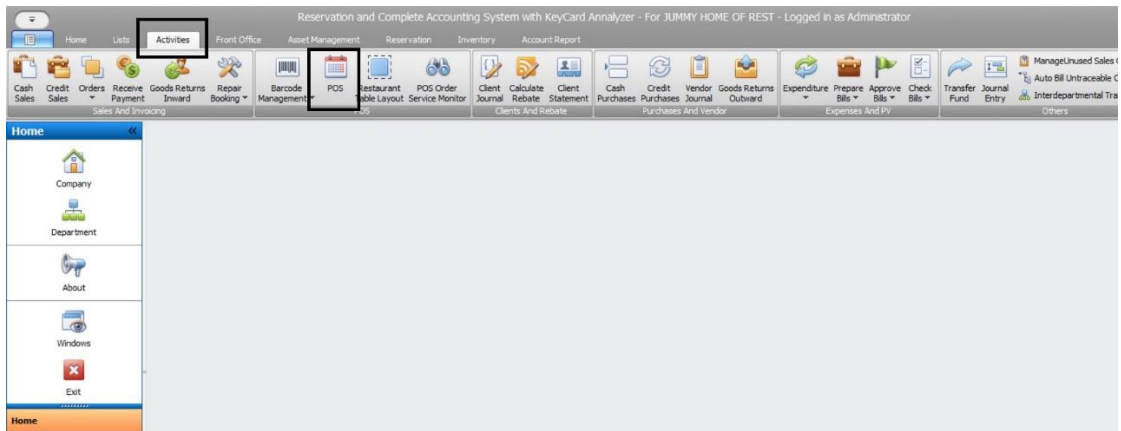 Reservation and Complete Accounting System with KeyCard Annalyzer - For JUMMY HOME OF REST - Logged in as Administrator
Home Lists Activities Front Office Asset Management Reservation Inventory Account Report
Cash Sales
Credit Sales
Orders
Receive Payment
Goods Returns Inward
Repair Booking
Sales And Invoicing
Barcode Management
POS
Restaurant Table Layout
POS Order Service Monitor
POS
Client Journal
Calculate Rebate
Client Statement
Clients And Rebate
Cash Purchases
Credit Purchases
Vendor Journal
Goods Returns Outward
Purchases And Vendor
Expenditure
Prepare Bills
Approve Bills
Check Bills
Expenses And PV
Transfer Fund
Journal Entry
ManageUnused Sales
Auto Bill Untraceable
Interdepartmental Tra
Others
Home
Company
Department
About
Windows
Exit
Home